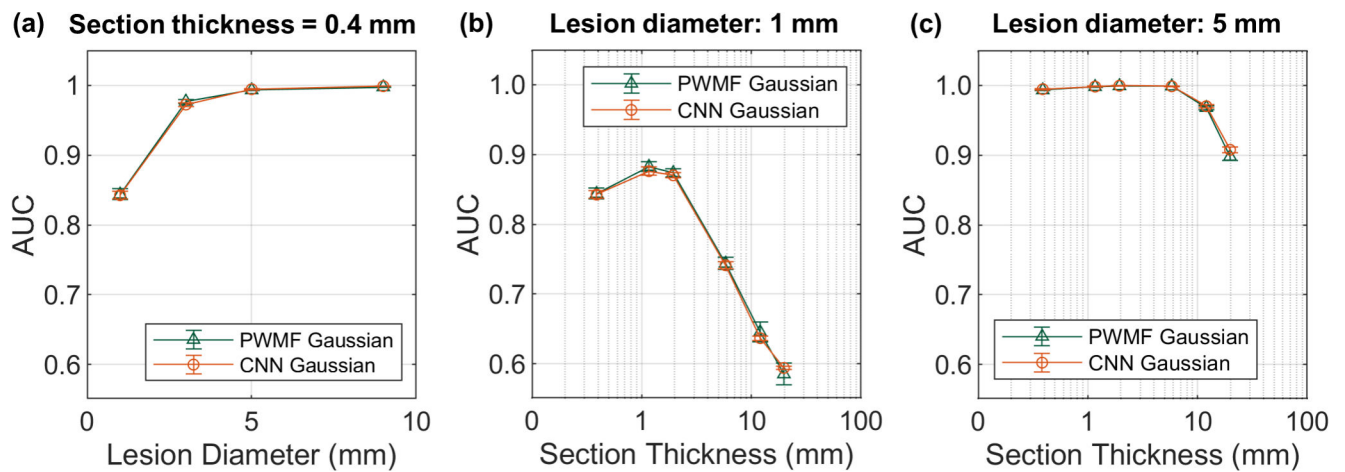 (a) Section thickness = 0.4 mm
AUC
1
0.9
0.8
0.7
0.6
PWMF Gaussian
CNN Gaussian
0 5 10
Lesion Diameter (mm)
(b) Lesion diameter: 1 mm
AUC
1.0
0.9
0.8
0.7
0.6
PWMF Gaussian
CNN Gaussian
0 1 10 100
Section Thickness (mm)
(c) Lesion diameter: 5 mm
AUC
1.0
0.9
0.8
0.7
0.6
PWMF Gaussian
CNN Gaussian
0 1 10 100
Section Thickness (mm)